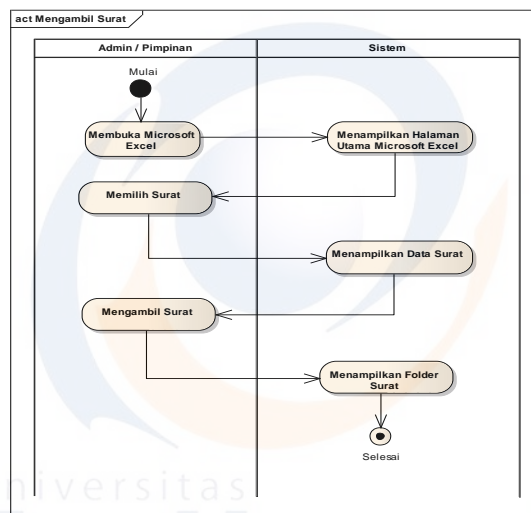 act Mengambil Surat
Admin / Pimpinan
Sistem
Mulai
Membuka Microsoft
Excel
Menampilkan Halaman
Utama Microsoft Excel
Memilih Surat
Menampilkan Data Surat
Mengambil Surat
Menampilkan Folder
Surat
Selesai
niversitas